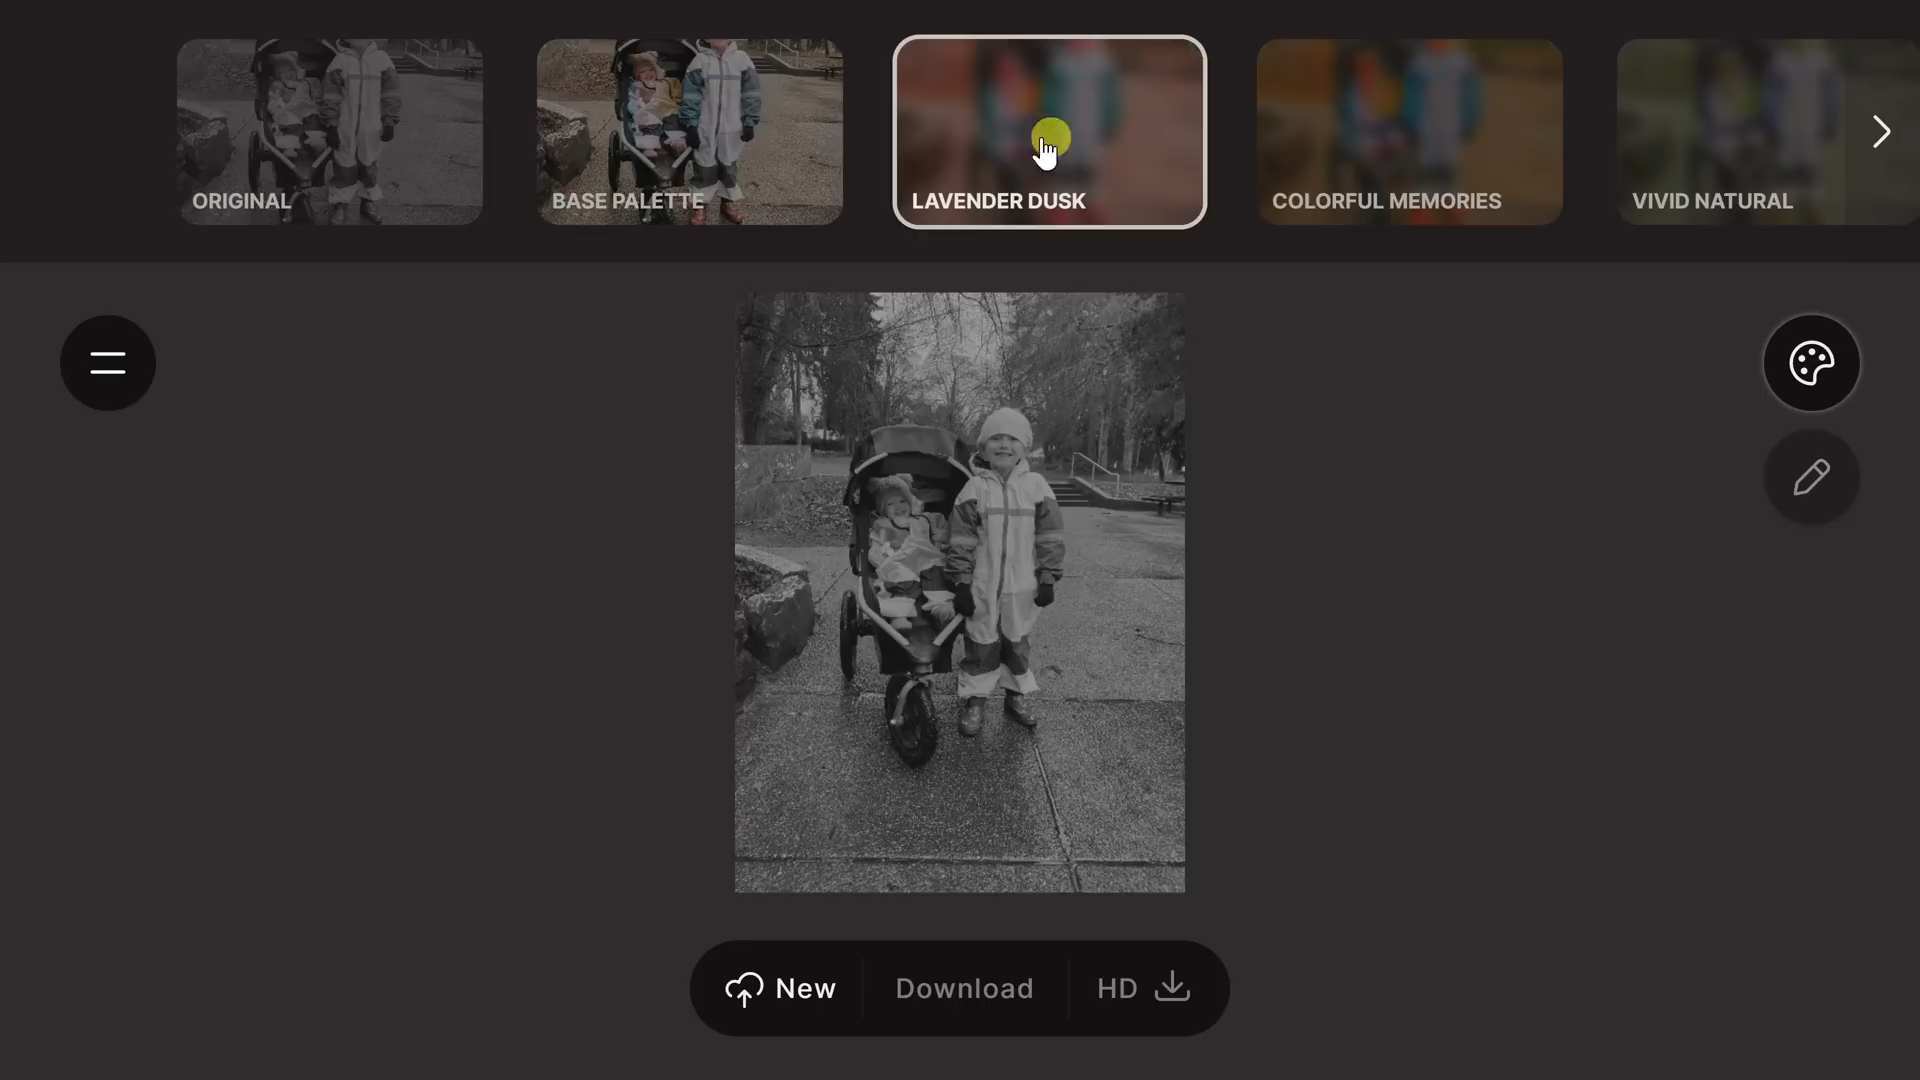 ORIGINAL
BASE PALETTE
LAVENDER DUSK
COLORFUL MEMORIES
VIVID NATURAL
New
Download
HD